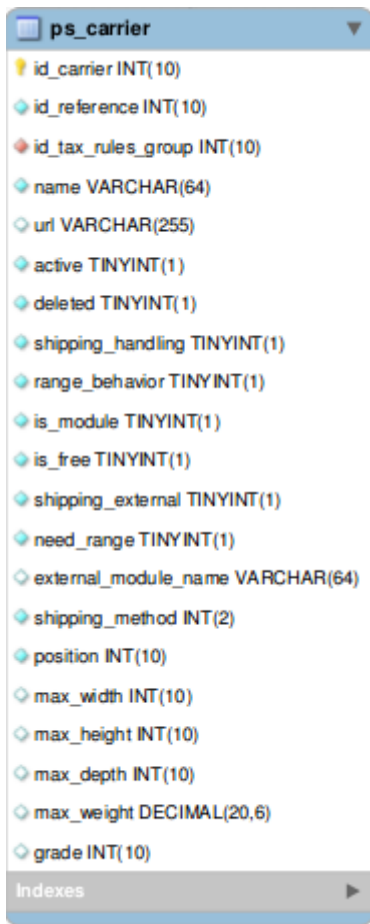 ps_carrier
id_carrier INT(10)
id_reference INT(10)
id_tax_rules_group INT(10)
name VARCHAR(64)
url VARCHAR(255)
active TINYINT(1)
deleted TINYINT(1)
shipping_handling TINYINT(1)
range_behavior TINYINT(1)
is_module TINYINT(1)
is_free TINYINT(1)
shipping_external TINYINT(1)
need_range TINYINT(1)
external_module_name VARCHAR(64)
shipping_method INT(2)
position INT(10)
max_width INT(10)
max_height INT(10)
max_depth INT(10)
max_weight DECIMAL(20,6)
grade INT(10)
Indexes